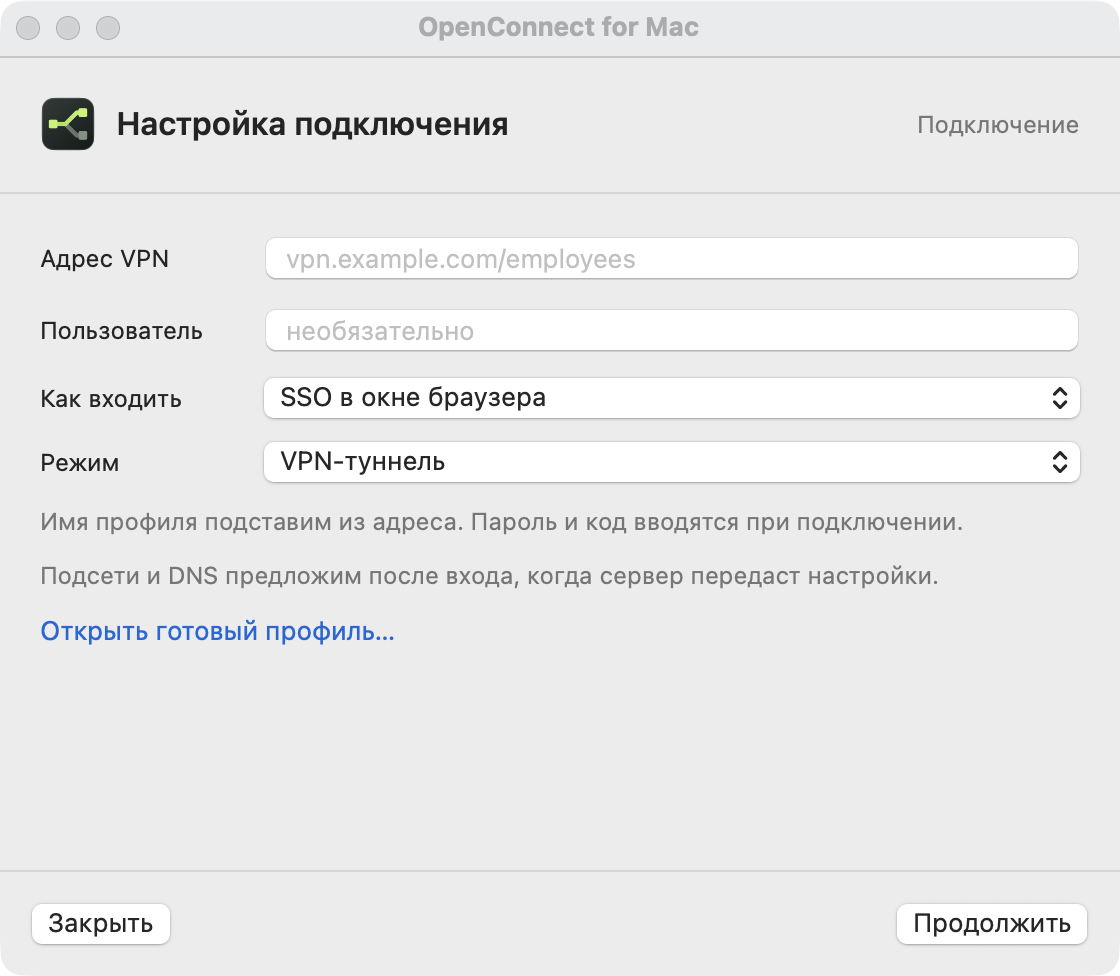 OpenConnect for Mac
Настройка подключения
Подключение
Адрес VPN
vpn.example.com/employees
Пользователь
необязательно
Как входить
SSO в окне браузера
Режим
VPN-туннель
Имя профиля подставим из адреса. Пароль и код вводятся при подключении.
Подсети и DNS предложим после входа, когда сервер передаст настройки.
Открыть готовый профиль...
Закрыть
Продолжить